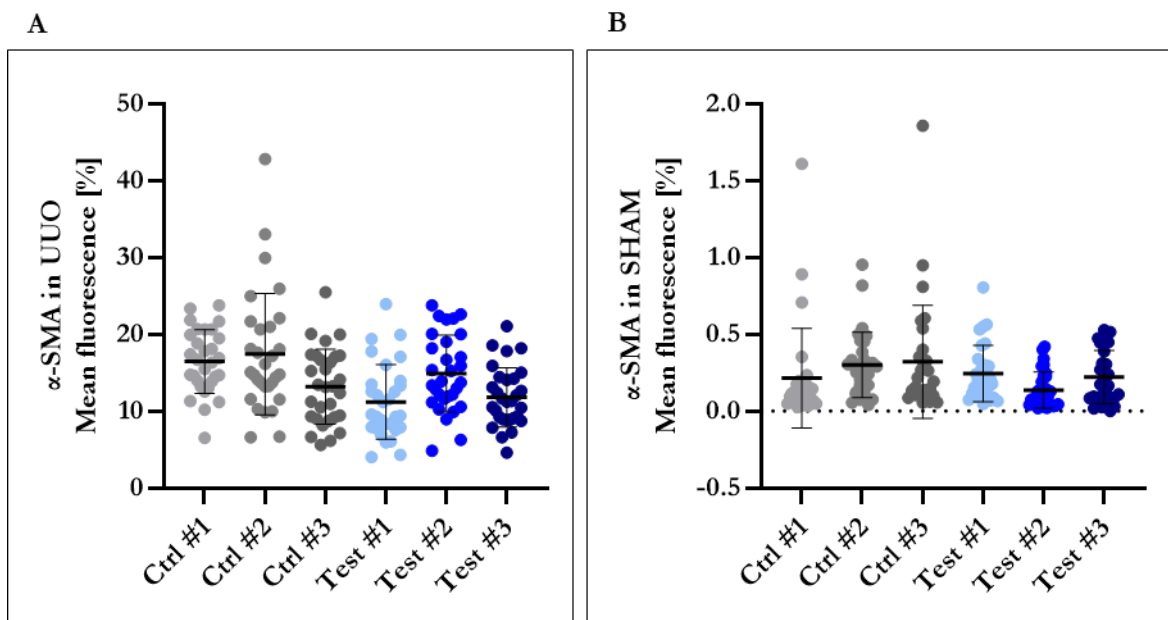 A
α-SMA in UUO
Mean fluorescence [%]
50
40
30
20
10
0
Ctrl #1
Ctrl #2
Ctrl #3
Test #1
Test #2
Test #3
B
α-SMA in SHAM
Mean fluorescence [%]
2.0
1.5
1.0
0.5
0.0
-0.5
Ctrl #1
Ctrl #2
Ctrl #3
Test #1
Test #2
Test #3